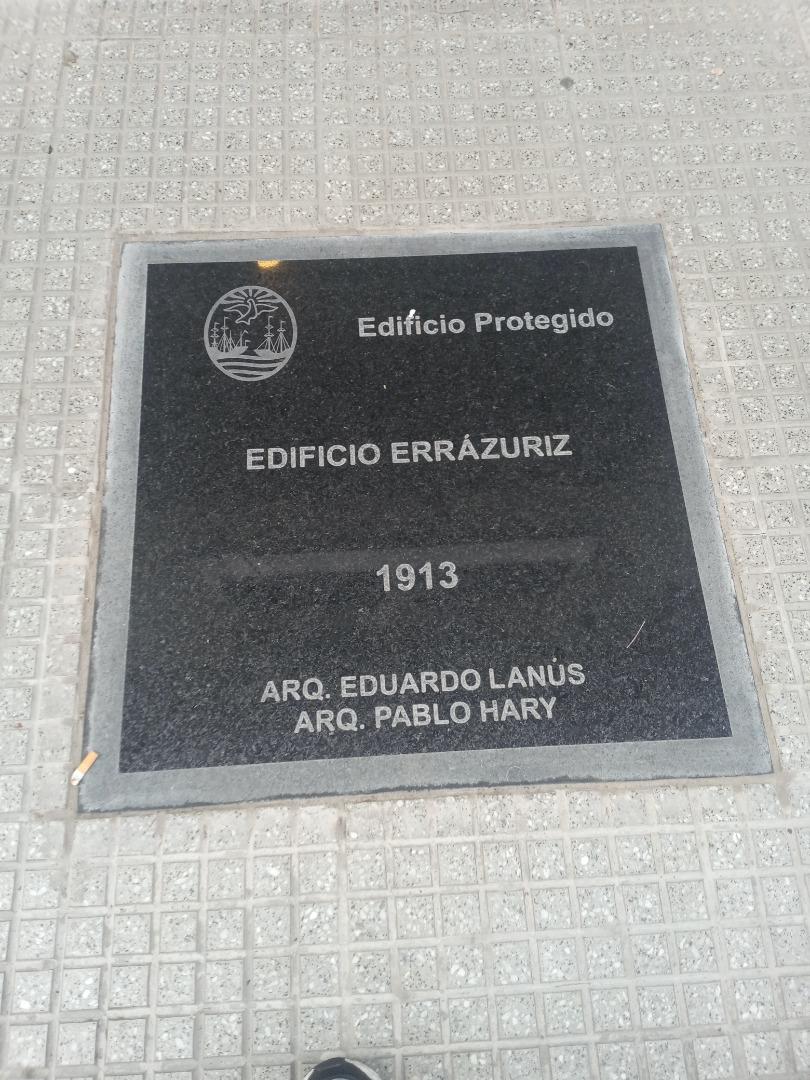 Edificio Protegido
EDIFICIO ERRÁZURIZ
1913
ARQ. EDUARDO LANÚS
ARQ. PABLO HARY